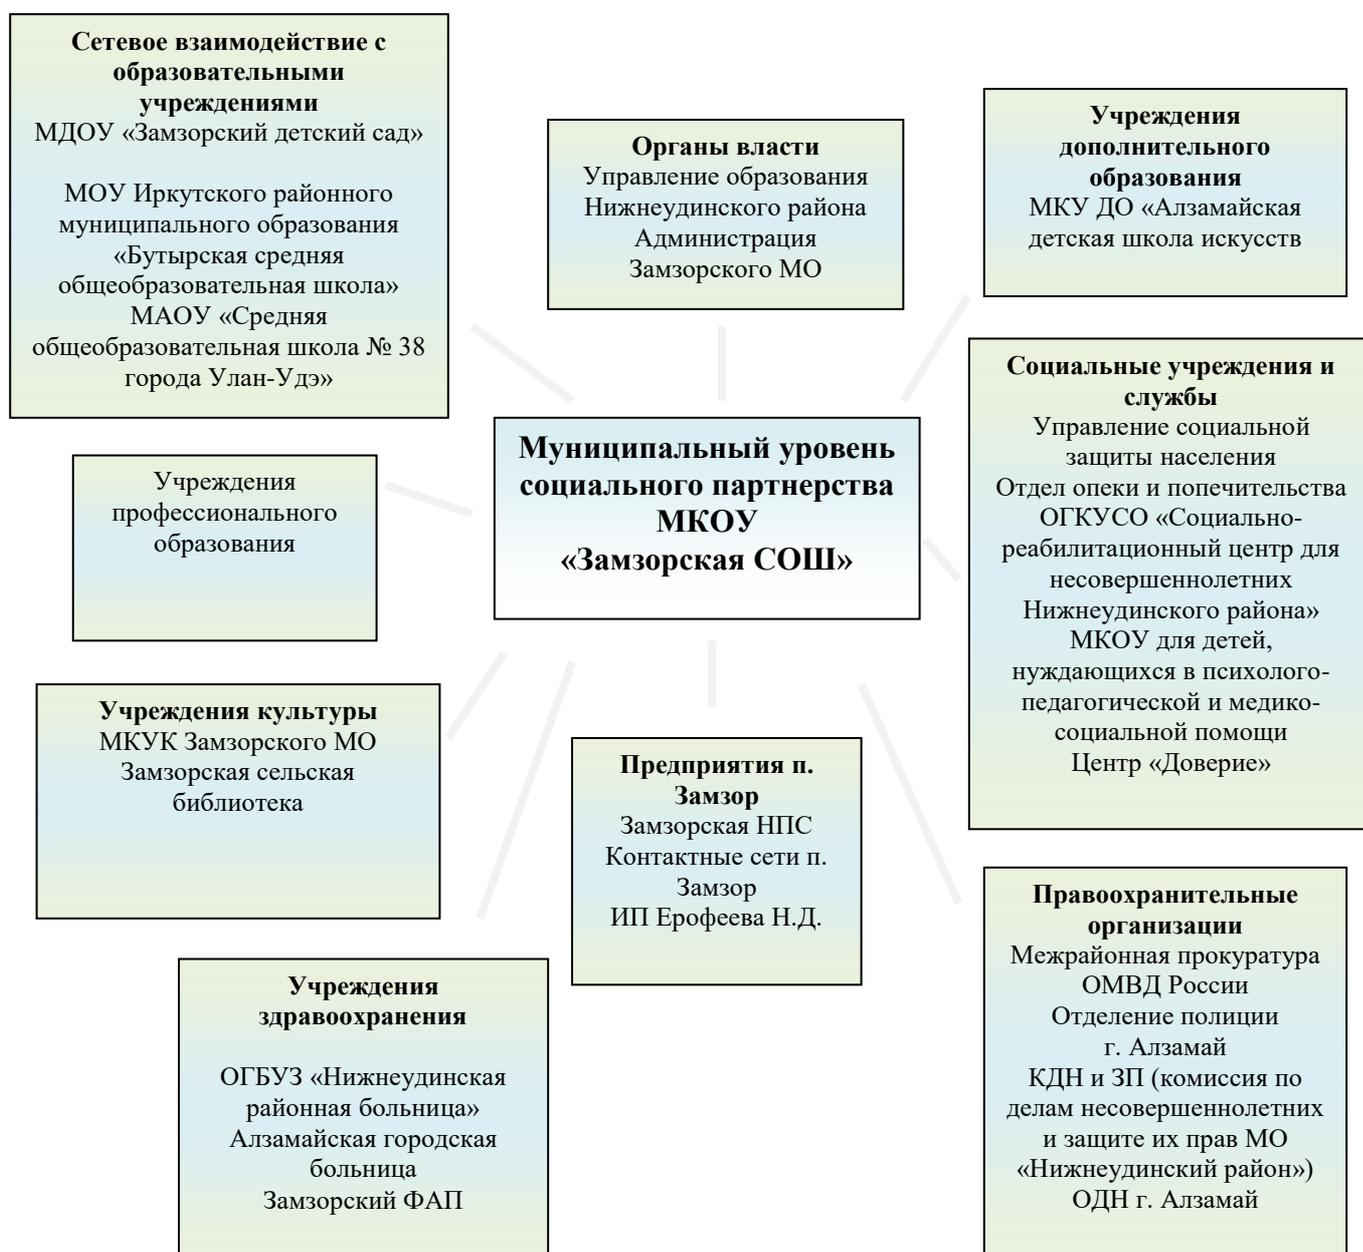 Сетевое взаимодействие с
образовательными
учреждениями
МДОУ «Замзорский детский сад»
МОУ Иркутского районного
муниципального образования
«Бутырская средняя
общеобразовательная школа»
МАОУ «Средняя
общеобразовательная школа № 38
города Улан-Удэ»
Органы власти
Управление образования
Нижнеудинского района
Администрация
Замзорского МО
Учреждения
дополнительного
образования
МКУ ДО «Алзамайская
детская школа искусств
Муниципальный уровень
социального партнерства
МКОУ
«Замзорская СОШ»
Социальные учреждения и
службы
Управление социальной
защиты населения
Отдел опеки и попечительства
ОГКУСО «Социально-
реабилитационный центр для
несовершеннолетних
Нижнеудинского района»
МКОУ для детей,
нуждающихся в психолого-
педагогической и медико-
социальной помощи
Центр «Доверие»
Учреждения
профессионального
образования
Учреждения культуры
МКУК Замзорского МО
Замзорская сельская
библиотека
Предприятия п.
Замзор
Замзорская НПС
Контактные сети п.
Замзор
ИП Ерофеева Н.Д.
Правоохранительные
организации
Межрайонная прокуратура
ОМВД России
Отделение полиции
г. Алзамай
КДН и ЗП (комиссия по
делам несовершеннолетних
и защите их прав МО
«Нижнеудинский район»)
ОДН г. Алзамай
Учреждения
здравоохранения
ОГБУЗ «Нижнеудинская
районная больница»
Алзамайская городская
больница
Замзорский ФАП